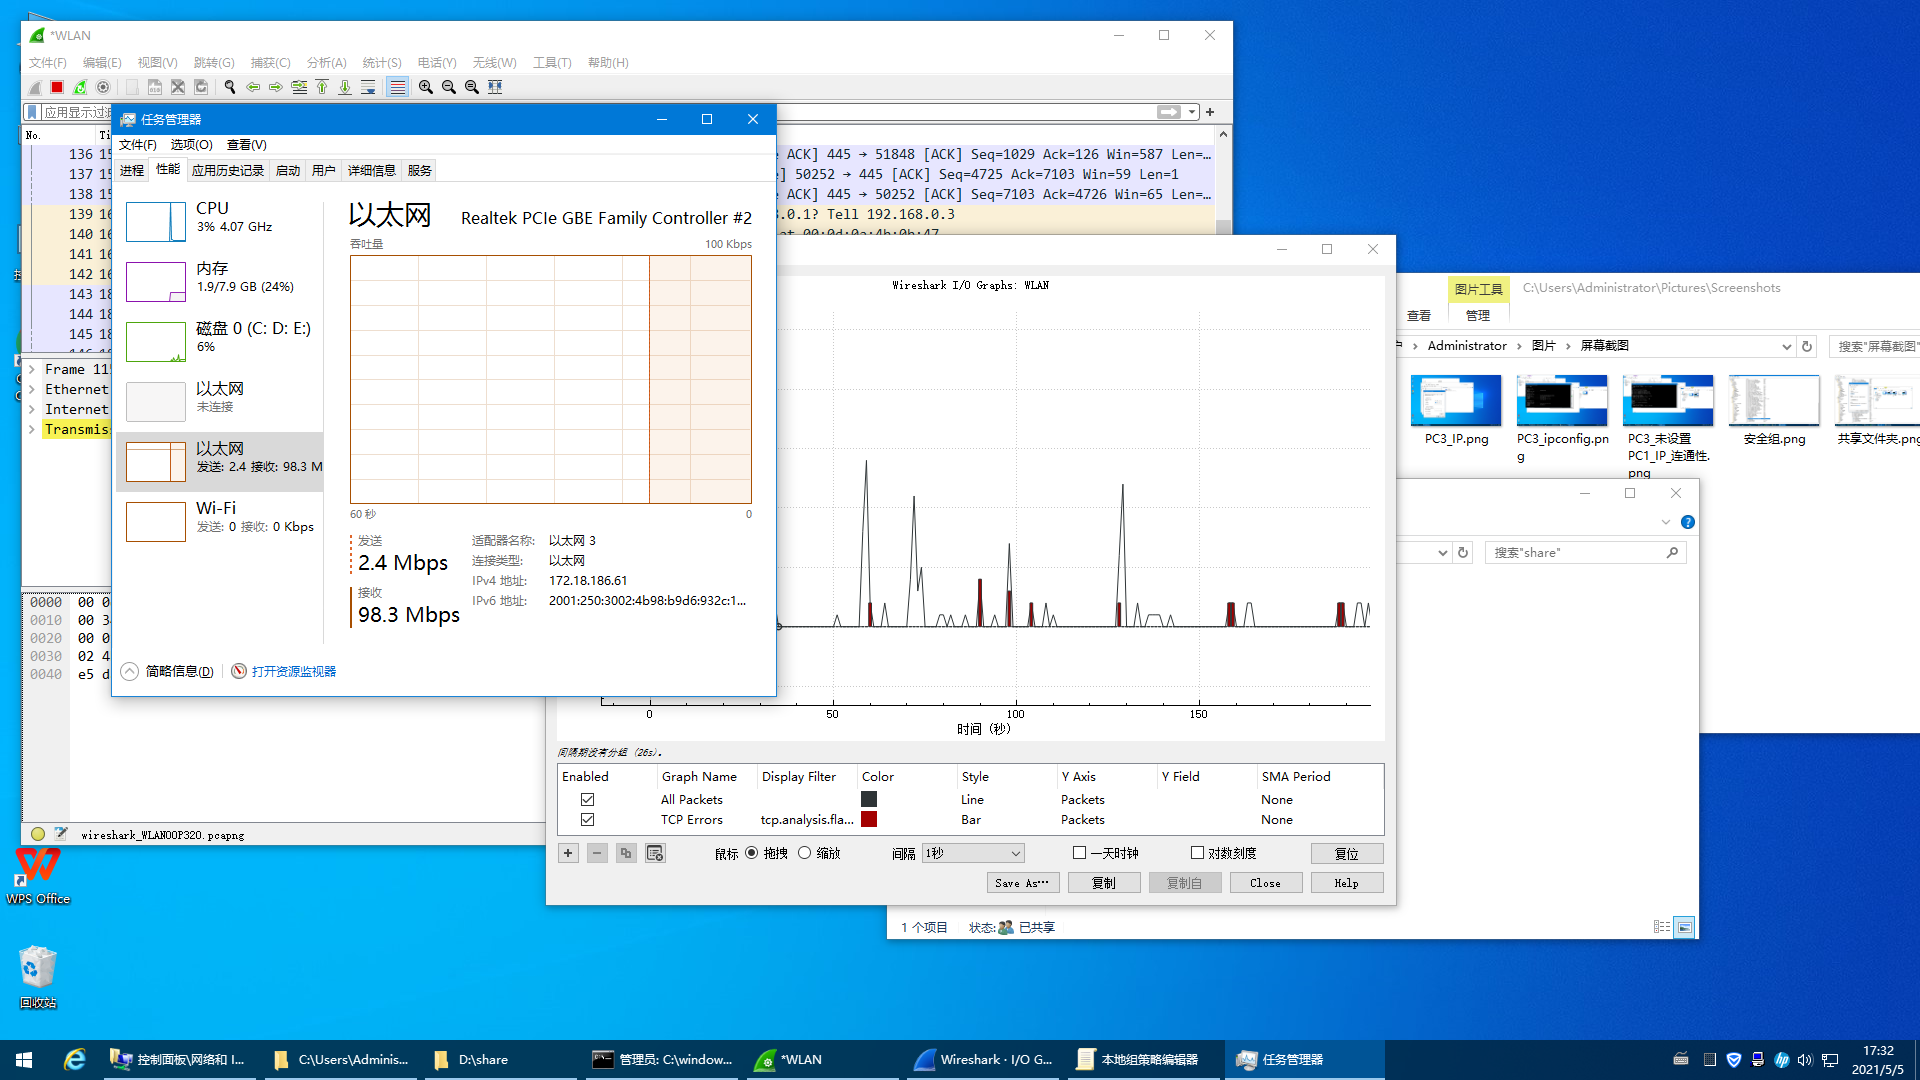 *WLAN
文件(F) 编辑(E) 视图(V) 跳转(G) 捕获(C) 分析(A) 统计(S) 电话(Y) 无线(W) 工具(T) 帮助(H)
应用显示过滤
No.
136
137
138
139
140
141
142
143
144
145
ACK] 445 → 51848 [ACK] Seq=1029 Ack=126 Win=587 Len=…
50252 → 445 [ACK] Seq=4725 Ack=7103 Win=59 Len=1
ACK] 445 → 50252 [ACK] Seq=7103 Ack=4726 Win=65 Len=…
0.1? Tell 192.168.0.3
Frame
Ethernet
Internet
Transmis
0000 00
0010 00
0020 00
0030 02
0040 e5
wireshark_WLANOOP320.pcapng
任务管理器
文件(F) 选项(O) 查看(V)
进程 性能 应用历史记录 启动 用户 详细信息 服务
CPU
3% 4.07 GHz
内存
1.9/7.9 GB (24%)
磁盘 0 (C: D: E:)
6%
以太网
未连接
以太网
发送: 2.4 接收: 98.3 M
Wi-Fi
发送: 0 接收: 0 Kbps
以太网
Realtek PCIe GBE Family Controller #2
吞吐量
100 Kbps
60 秒
0
发送
2.4 Mbps
接收
98.3 Mbps
适配器名称: 以太网 3
连接类型: 以太网
IPv4 地址: 172.18.186.61
IPv6 地址: 2001:250:3002:4b98:b9d6:932c:1...
简略信息(D)
打开资源监视器
Wireshark I/O Graphs: WLAN
0 50 100 150
时间 (秒)
间隔期没有分组 (26s)。
Enabled Graph Name Display Filter Color Style Y Axis Y Field SMA Period
All Packets Line Packets None
TCP Errors tcp.analysis.fla... Bar Packets None
鼠标 拖拽 缩放 间隔 1秒 一天时钟 对数刻度 复位
Save As… 复制 复制自 Close Help
图片工具
C:\Users\Administrator\Pictures\Screenshots
查看 管理
Administrator 图片 屏幕截图
搜索"屏幕截图"
PC3_IP.png
PC3_ipconfig.png
PC3_未设置PC1_IP_连通性.png
安全组.png
共享文件夹.png
搜索"share"
1 个项目 状态: 已共享
WPS Office
回收站
控制面板\网络和 I...
C:\Users\Adminis...
D:\share
管理员: C:\window...
*WLAN
Wireshark · I/O G...
本地组策略编辑器
任务管理器
17:32
2021/5/5